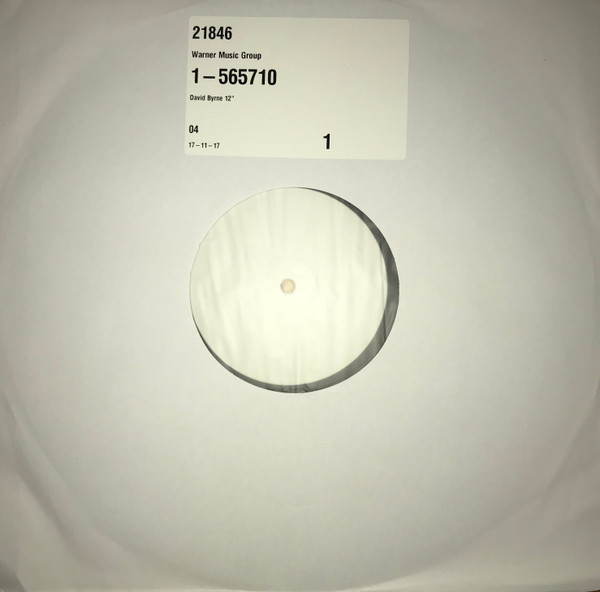 21846
Warner Music Group
1–565710
David Byrne 12"
04
17–11–17
1